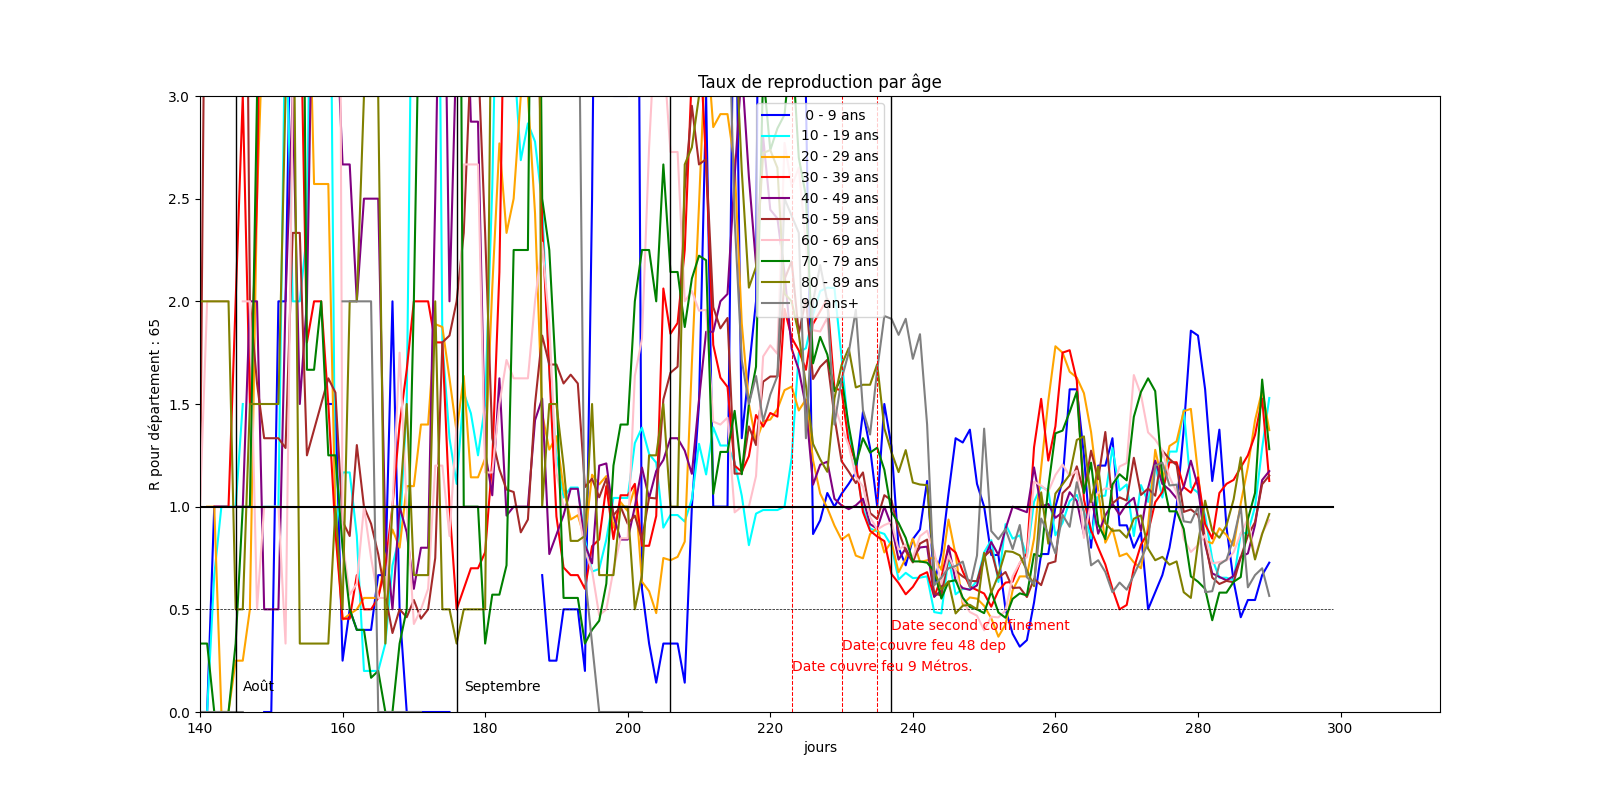 Taux de reproduction par âge
R pour département : 65
3.0
2.5
2.0
1.5
1.0
0.5
0.0
0 - 9 ans
10 - 19 ans
20 - 29 ans
30 - 39 ans
40 - 49 ans
50 - 59 ans
60 - 69 ans
70 - 79 ans
80 - 89 ans
90 ans+
Date second confinement
Date couvre feu 48 dep
Date couvre feu 9 Métros.
Août
Septembre
140 160 180 200 220 240 260 280 300
jours